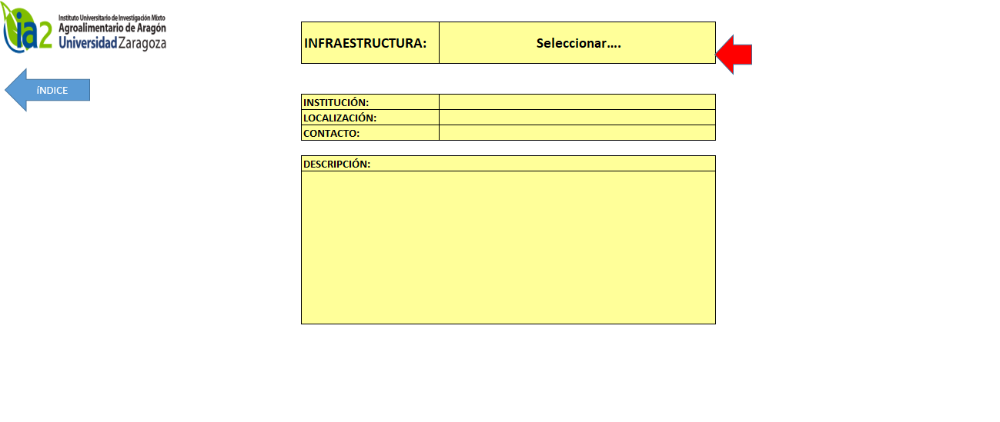 ia2
Instituto Universitario de Investigación Mixto
Agroalimentario de Aragón
Universidad Zaragoza
íNDICE
INFRAESTRUCTURA: Seleccionar....
INSTITUCIÓN:
LOCALIZACIÓN:
CONTACTO:
DESCRIPCIÓN: